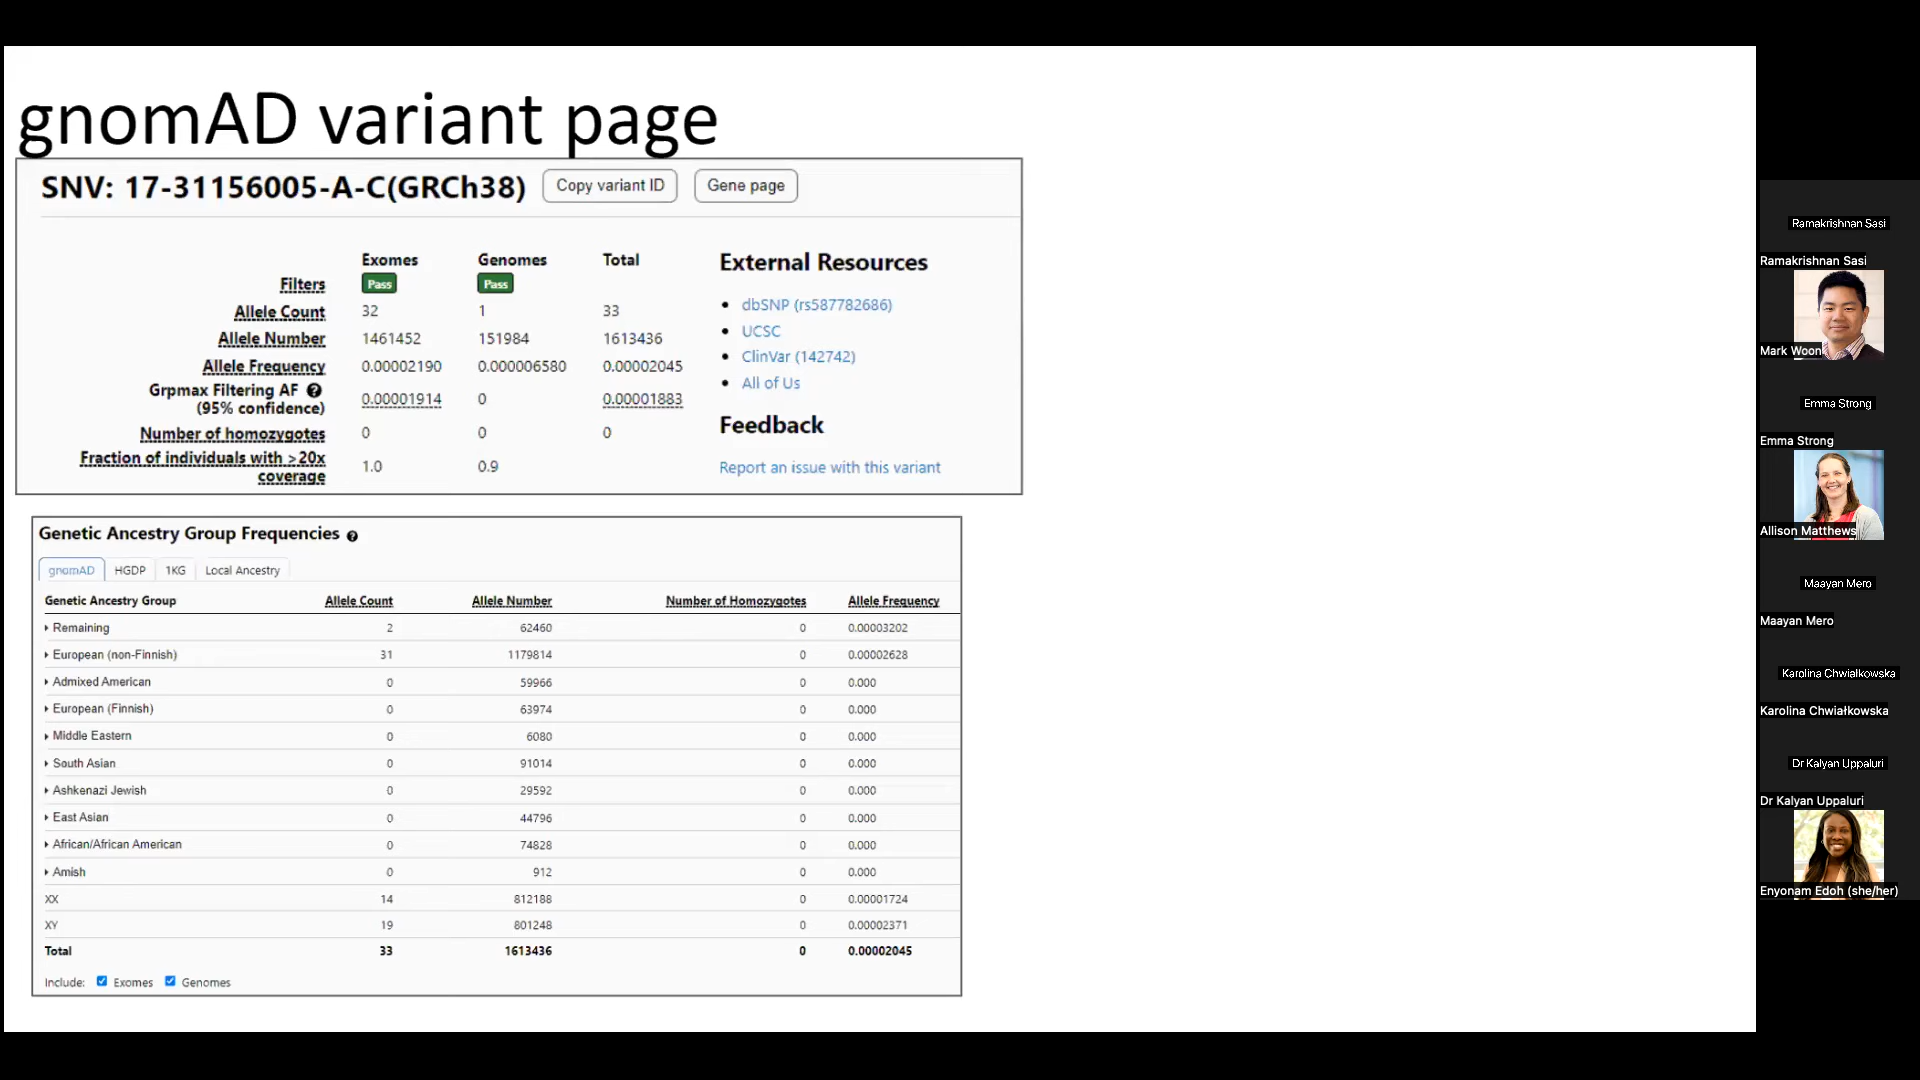 gnomAD variant page
SNV: 17-31156005-A-C(GRCh38) Copy variant ID Gene page
Exomes Genomes Total
Filters Pass Pass
Allele Count 32 1 33
Allele Number 1461452 151984 1613436
Allele Frequency 0.00002190 0.000006580 0.00002045
Grpmax Filtering AF ?
(95% confidence) 0.00001914 0 0.00001883
Number of homozygotes 0 0 0
Fraction of individuals with >20x
coverage 1.0 0.9
External Resources
• dbSNP (rs587782686)
• UCSC
• ClinVar (142742)
• All of Us
Feedback
Report an issue with this variant
Genetic Ancestry Group Frequencies ?
gnomAD HGDP 1KG Local Ancestry
Genetic Ancestry Group Allele Count Allele Number Number of Homozygotes Allele Frequency
Remaining 2 62460 0 0.00003202
European (non-Finnish) 31 1179814 0 0.00002628
Admixed American 0 59966 0 0.000
European (Finnish) 0 63974 0 0.000
Middle Eastern 0 6080 0 0.000
South Asian 0 91014 0 0.000
Ashkenazi Jewish 0 29592 0 0.000
East Asian 0 44796 0 0.000
African/African American 0 74828 0 0.000
Amish 0 912 0 0.000
XX 14 812188 0 0.00001724
XY 19 801248 0 0.00002371
Total 33 1613436 0 0.00002045
Include: Exomes Genomes
Ramakrishnan Sasi
Ramakrishnan Sasi
Mark Woon
Emma Strong
Emma Strong
Allison Matthews
Maayan Mero
Maayan Mero
Karolina Chwiałkowska
Karolina Chwiałkowska
Dr Kalyan Uppaluri
Dr Kalyan Uppaluri
Enyonam Edoh (she/her)